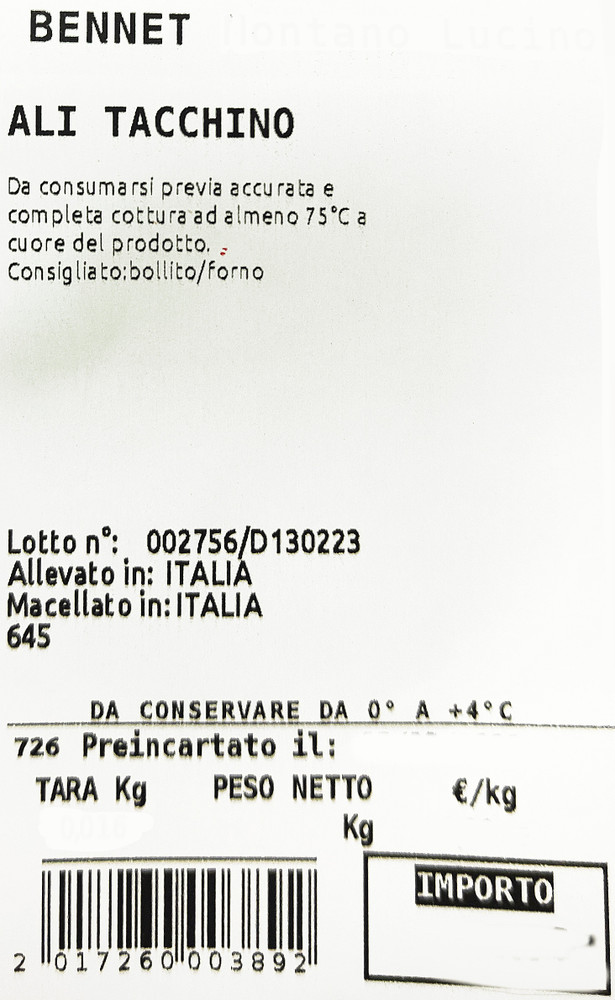 BENNET Montano Lucino
ALI TACCHINO
Da consumarsi previa accurata e
completa cottura ad almeno 75°C a
cuore del prodotto.
Consigliato:bollito/forno
Lotto n°: 002756/D130223
Allevato in: ITALIA
Macellato in: ITALIA
645
DA CONSERVARE DA 0° A +4°C
726 Preincartato il:
TARA Kg PESO NETTO €/kg
Kg
IMPORTO
2 017260 003892